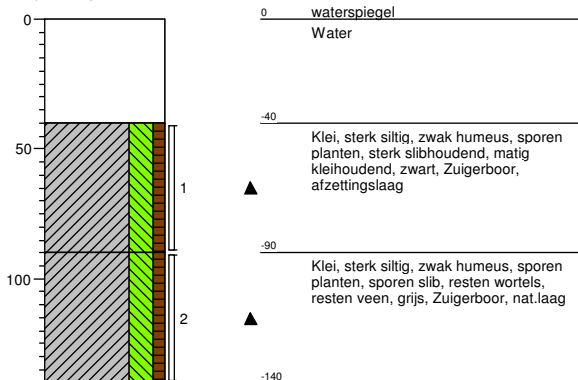 0
50
100
1
2
0
waterspiegel
Water
-40
Klei, sterk siltig, zwak humeus, sporen
planten, sterk slibhoudend, matig
kleihoudend, zwart, Zuigerboor,
afzettingslaag
-90
Klei, sterk siltig, zwak humeus, sporen
planten, sporen slib, resten wortels,
resten veen, grijs, Zuigerboor, nat.laag
-140